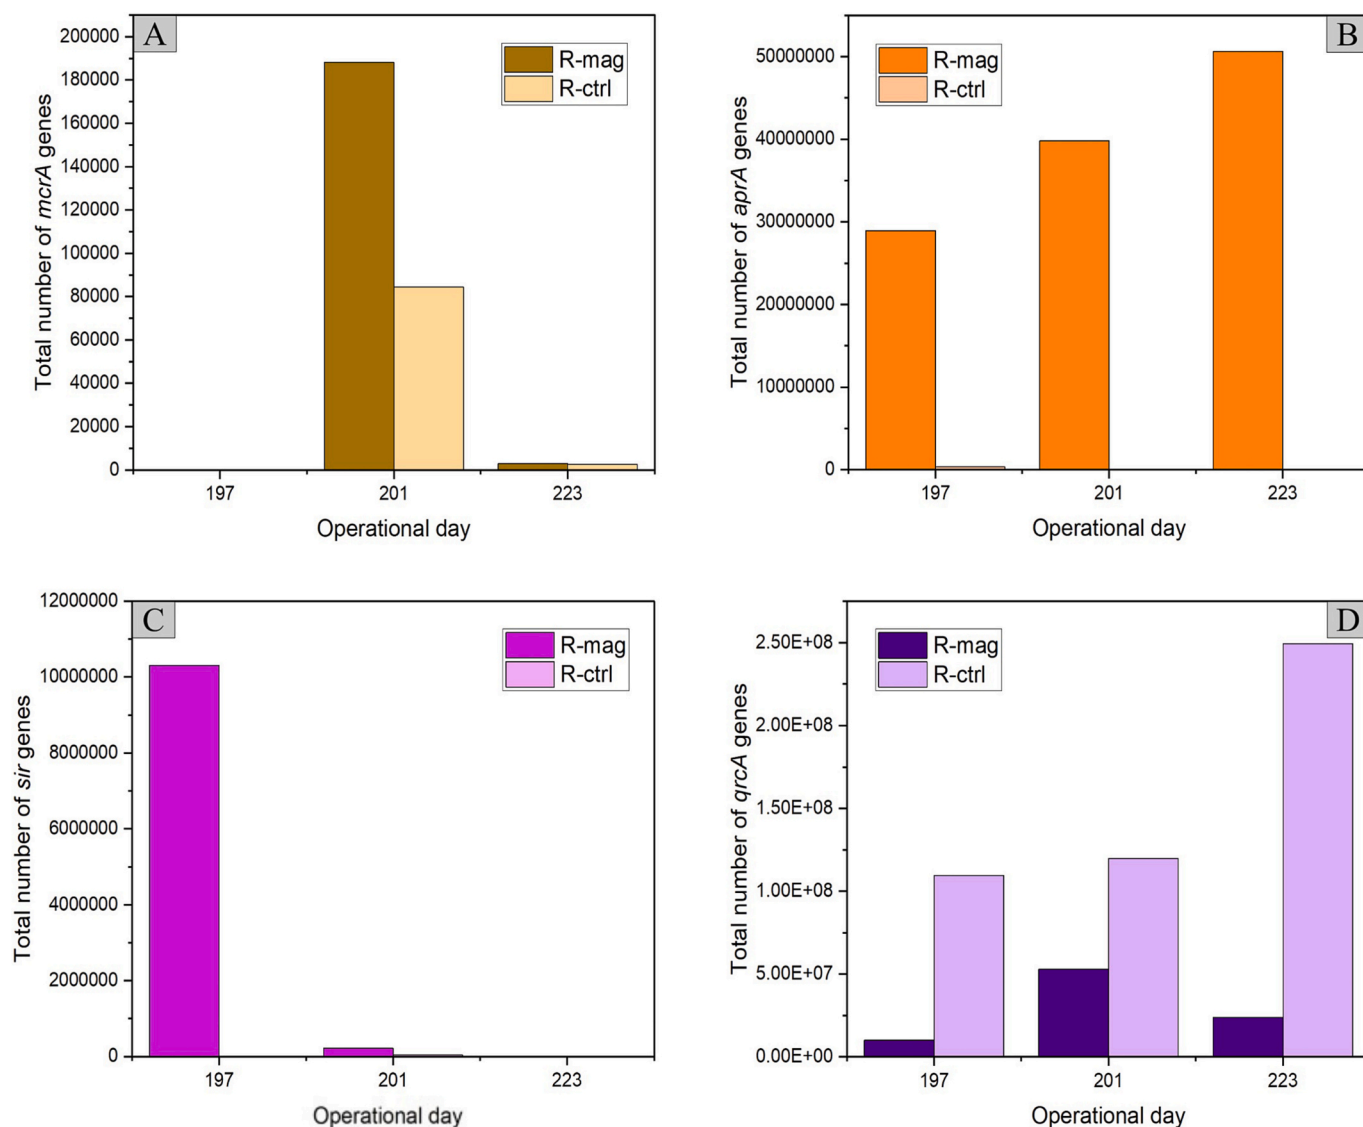 A
R-mag
R-ctrl
Total number of mcrA genes
200000
180000
160000
140000
120000
100000
80000
60000
40000
20000
0
197
201
223
Operational day
B
R-mag
R-ctrl
Total number of aprA genes
50000000
40000000
30000000
20000000
10000000
0
197
201
223
Operational day
C
R-mag
R-ctrl
Total number of sir genes
12000000
10000000
8000000
6000000
4000000
2000000
0
197
201
223
Operational day
D
R-mag
R-ctrl
Total number of qrcA genes
2.50E+08
2.00E+08
1.50E+08
1.00E+08
5.00E+07
0.00E+00
197
201
223
Operational day